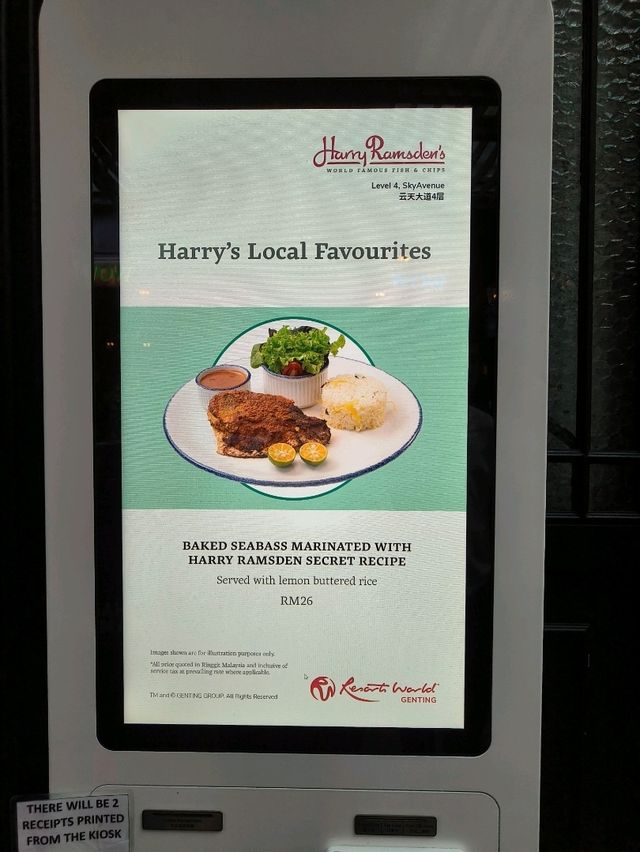 Harry Ramsden's
WORLD FAMOUS FISH & CHIPS
Level 4, SkyAvenue
云天大道4层
Harry's Local Favourites
BAKED SEABASS MARINATED WITH
HARRY RAMSDEN SECRET RECIPE
Served with lemon buttered rice
RM26
Images shown are for illustration purposes only.
*All price quoted in Ringgit Malaysia and inclusive of
service tax at prevailing rate where applicable.
TM and © GENTING GROUP. All Rights Reserved
Resorts World
GENTING
THERE WILL BE 2
RECEIPTS PRINTED
FROM THE KIOSK